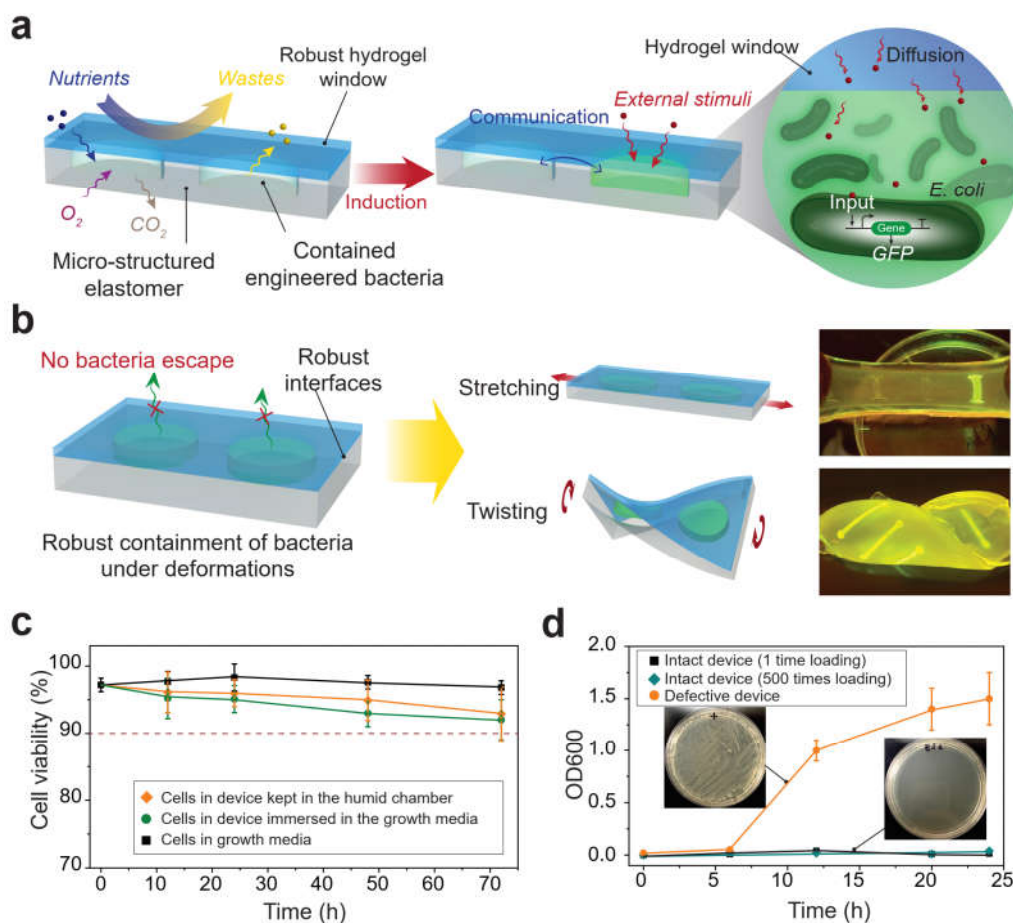 a
Nutrients
Wastes
Robust hydrogel
window
O2
CO2
Micro-structured
elastomer
Contained
engineered bacteria
Induction
Communication
External stimuli
Hydrogel window
Diffusion
E. coli
Input
Gene
GFP
b
No bacteria escape
Robust
interfaces
Robust containment of bacteria
under deformations
Stretching
Twisting
c
Cell viability (%)
100
90
80
70
Cells in device kept in the humid chamber
Cells in device immersed in the growth media
Cells in growth media
0 10 20 30 40 50 60 70
Time (h)
d
OD600
2.0
1.5
1.0
0.5
0.0
Intact device (1 time loading)
Intact device (500 times loading)
Defective device
+
0 5 10 15 20 25
Time (h)